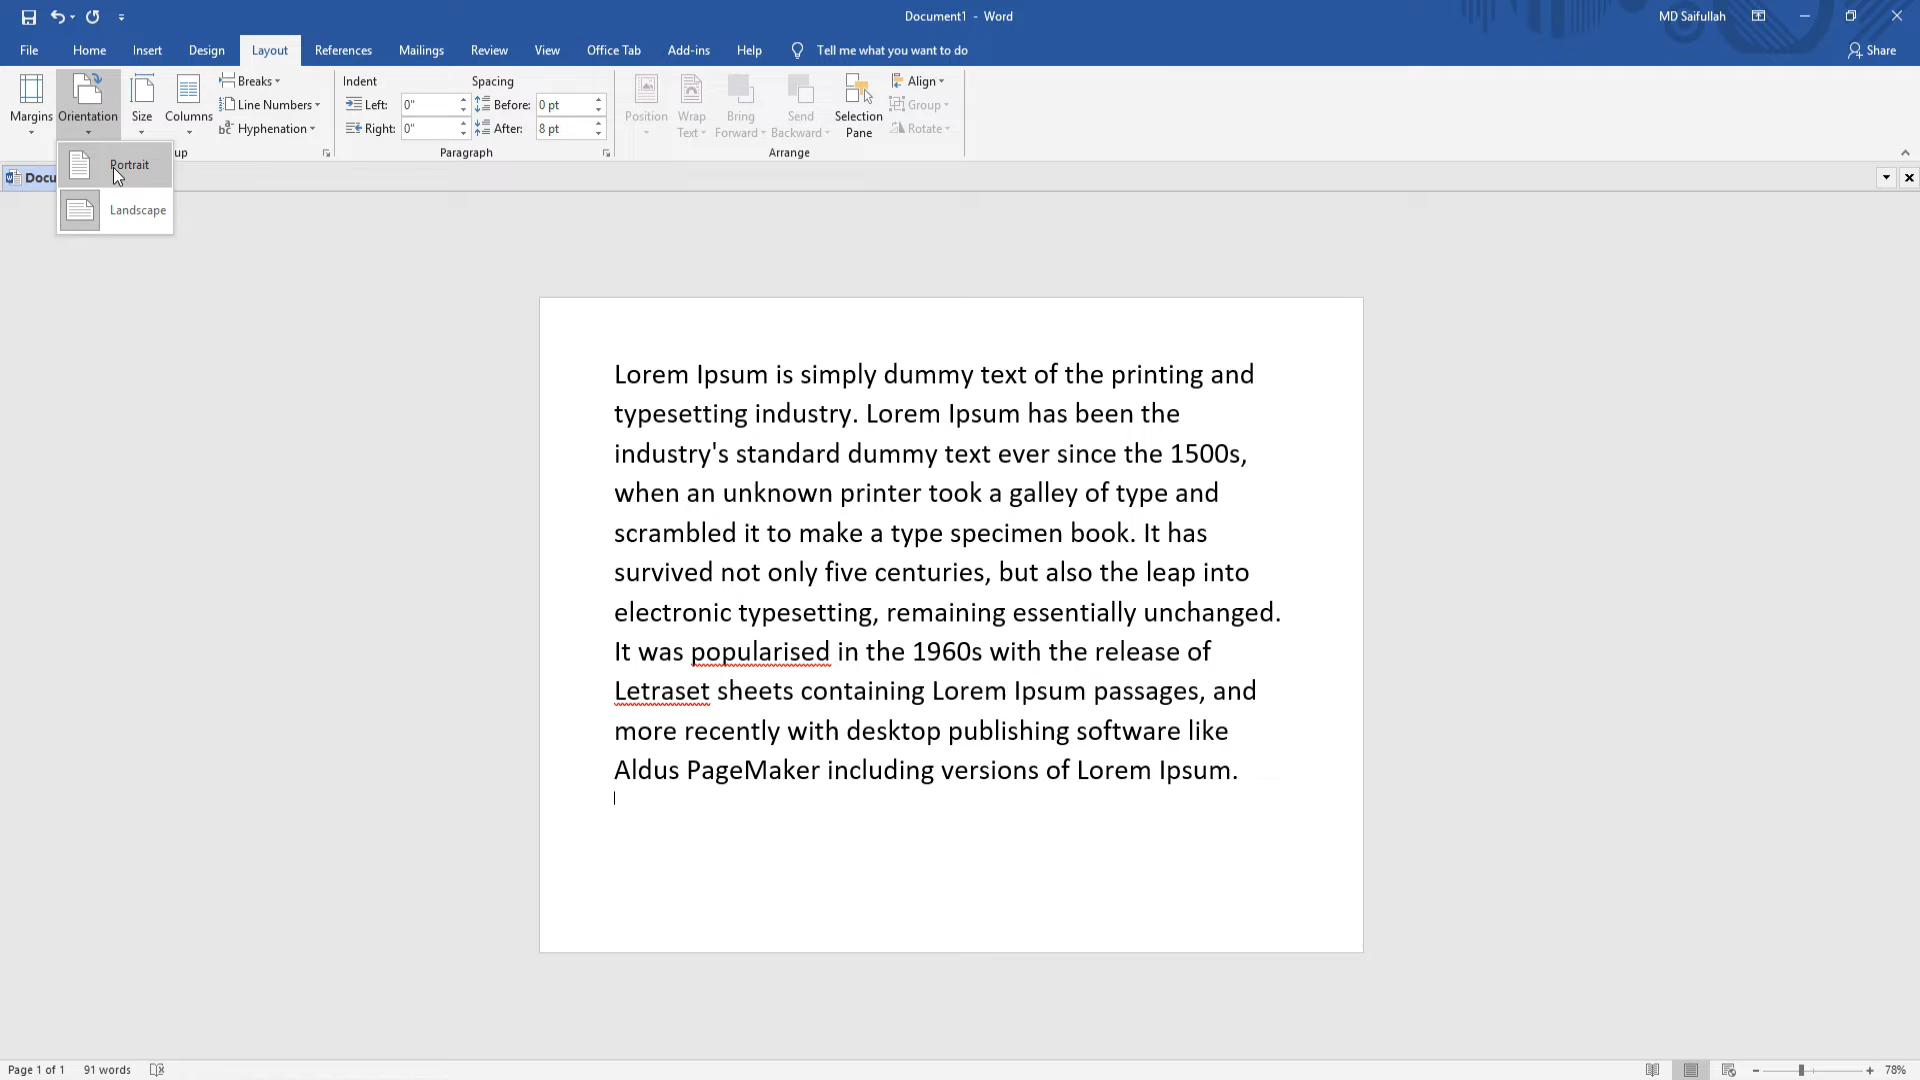 Document1 - Word
MD Saifullah
File Home Insert Design Layout References Mailings Review View Office Tab Add-ins Help Tell me what you want to do Share
Margins Orientation Size Columns
Breaks
Line Numbers
Hyphenation
Indent Spacing
Left: 0" Before: 0 pt
Right: 0" After: 8 pt
Position Wrap Text Bring Forward Send Backward Selection Pane
Align
Group
Rotate
up Paragraph Arrange
Docu
Portrait
Landscape
Lorem Ipsum is simply dummy text of the printing and
typesetting industry. Lorem Ipsum has been the
industry's standard dummy text ever since the 1500s,
when an unknown printer took a galley of type and
scrambled it to make a type specimen book. It has
survived not only five centuries, but also the leap into
electronic typesetting, remaining essentially unchanged.
It was popularised in the 1960s with the release of
Letraset sheets containing Lorem Ipsum passages, and
more recently with desktop publishing software like
Aldus PageMaker including versions of Lorem Ipsum.
Page 1 of 1 91 words 78%